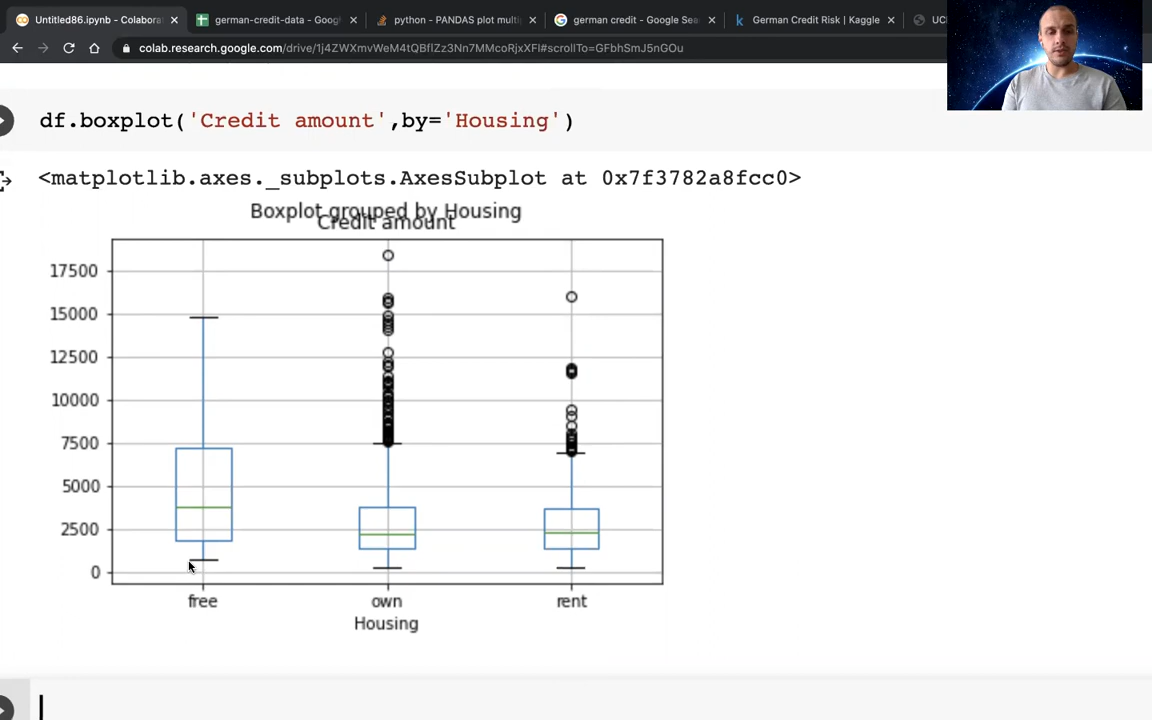 Untitled86.ipynb - Colabora
german-credit-data - Goog
python - PANDAS plot multi
german credit - Google Sea
German Credit Risk | Kaggle
UCI
colab.research.google.com/drive/1j4ZWXmvWeM4tQBfIZz3Nn7MMcoRjxXFl#scrollTo=GFbhSmJ5nGOu
df.boxplot('Credit amount',by='Housing')
<matplotlib.axes._subplots.AxesSubplot at 0x7f3782a8fcc0>
Boxplot grouped by Housing
Credit amount
17500
15000
12500
10000
7500
5000
2500
0
free own rent
Housing